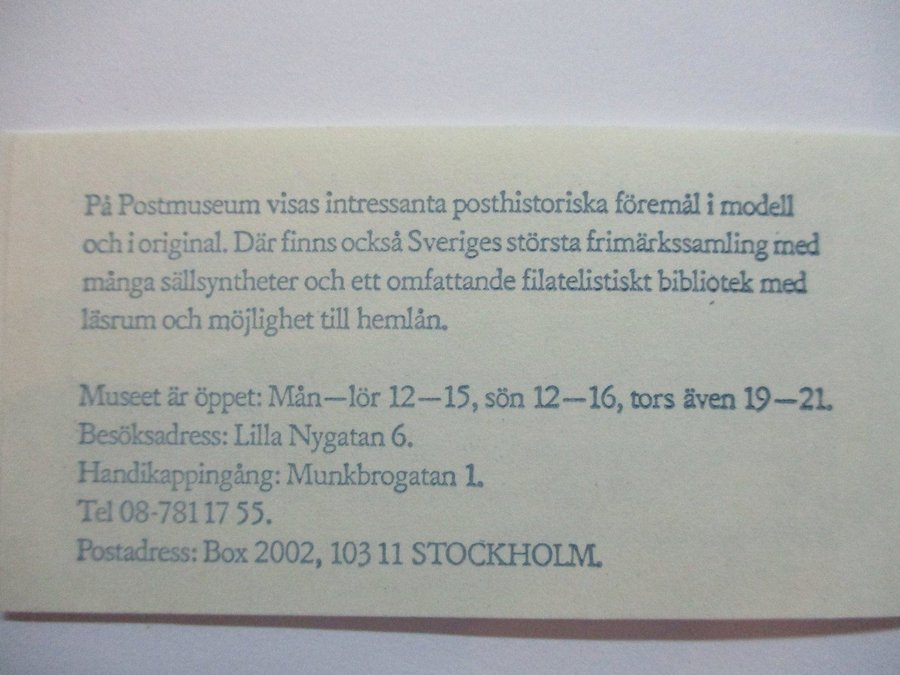 På Postmuseum visas intressanta posthistoriska föremål i modell
och i original. Där finns också Sveriges största frimärkssamling med
många sällsyntheter och ett omfattande filatelistiskt bibliotek med
läsrum och möjlighet till hemlån.
Museet är öppet: Mån—lör 12—15, sön 12—16, tors även 19—21.
Besöksadress: Lilla Nygatan 6.
Handikappingång: Munkbrogatan 1.
Tel 08-781 17 55.
Postadress: Box 2002, 103 11 STOCKHOLM.